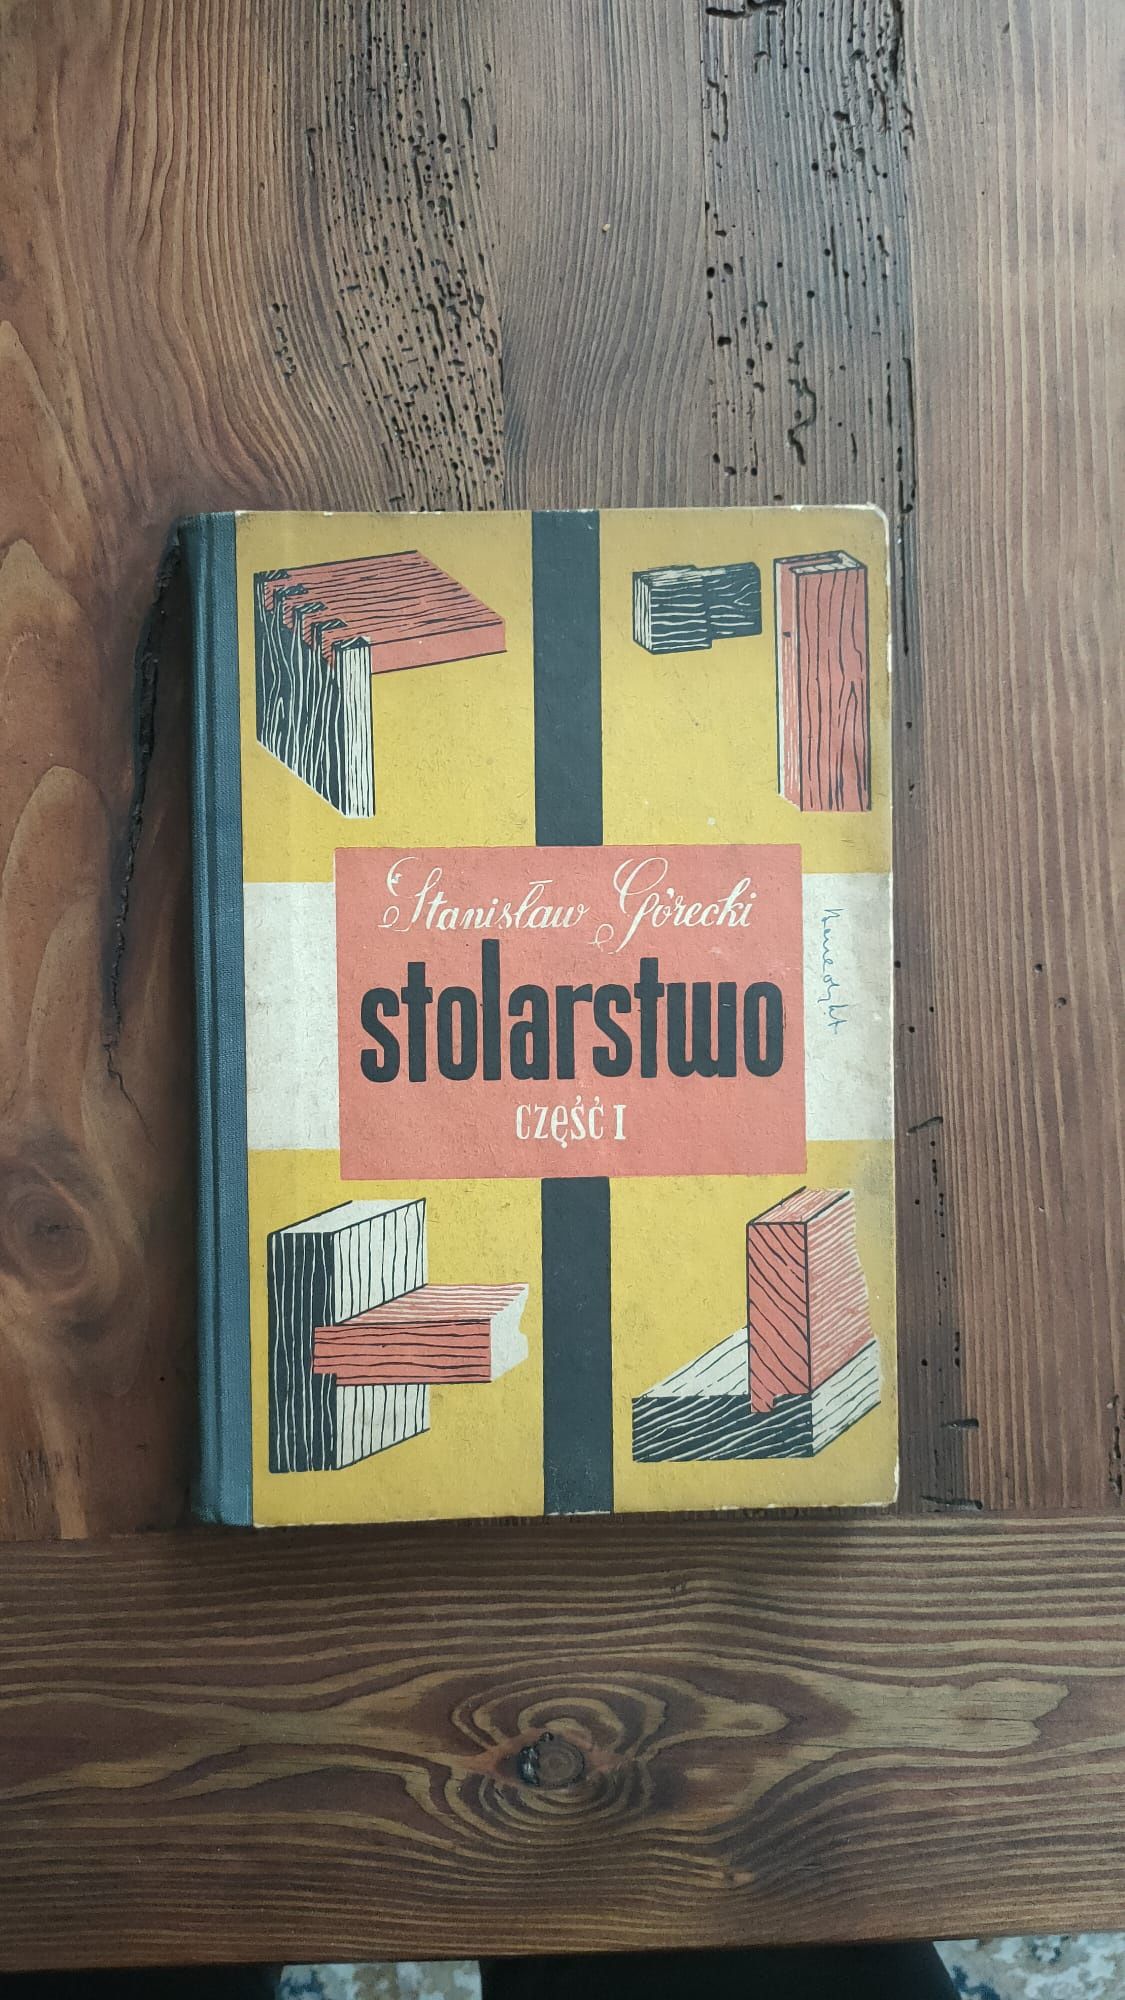 Stanisław Górecki
stolarstwo
część I